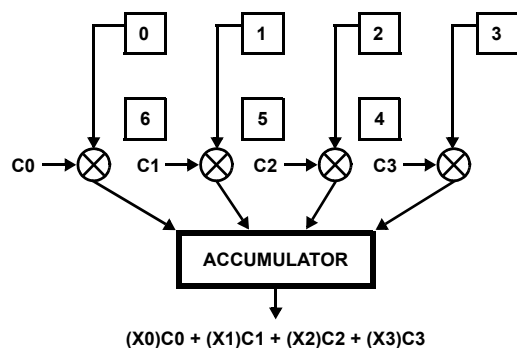 0 1 2 3
6 5 4
C0 C1 C2 C3
ACCUMULATOR
(X0)C0 + (X1)C1 + (X2)C2 + (X3)C3